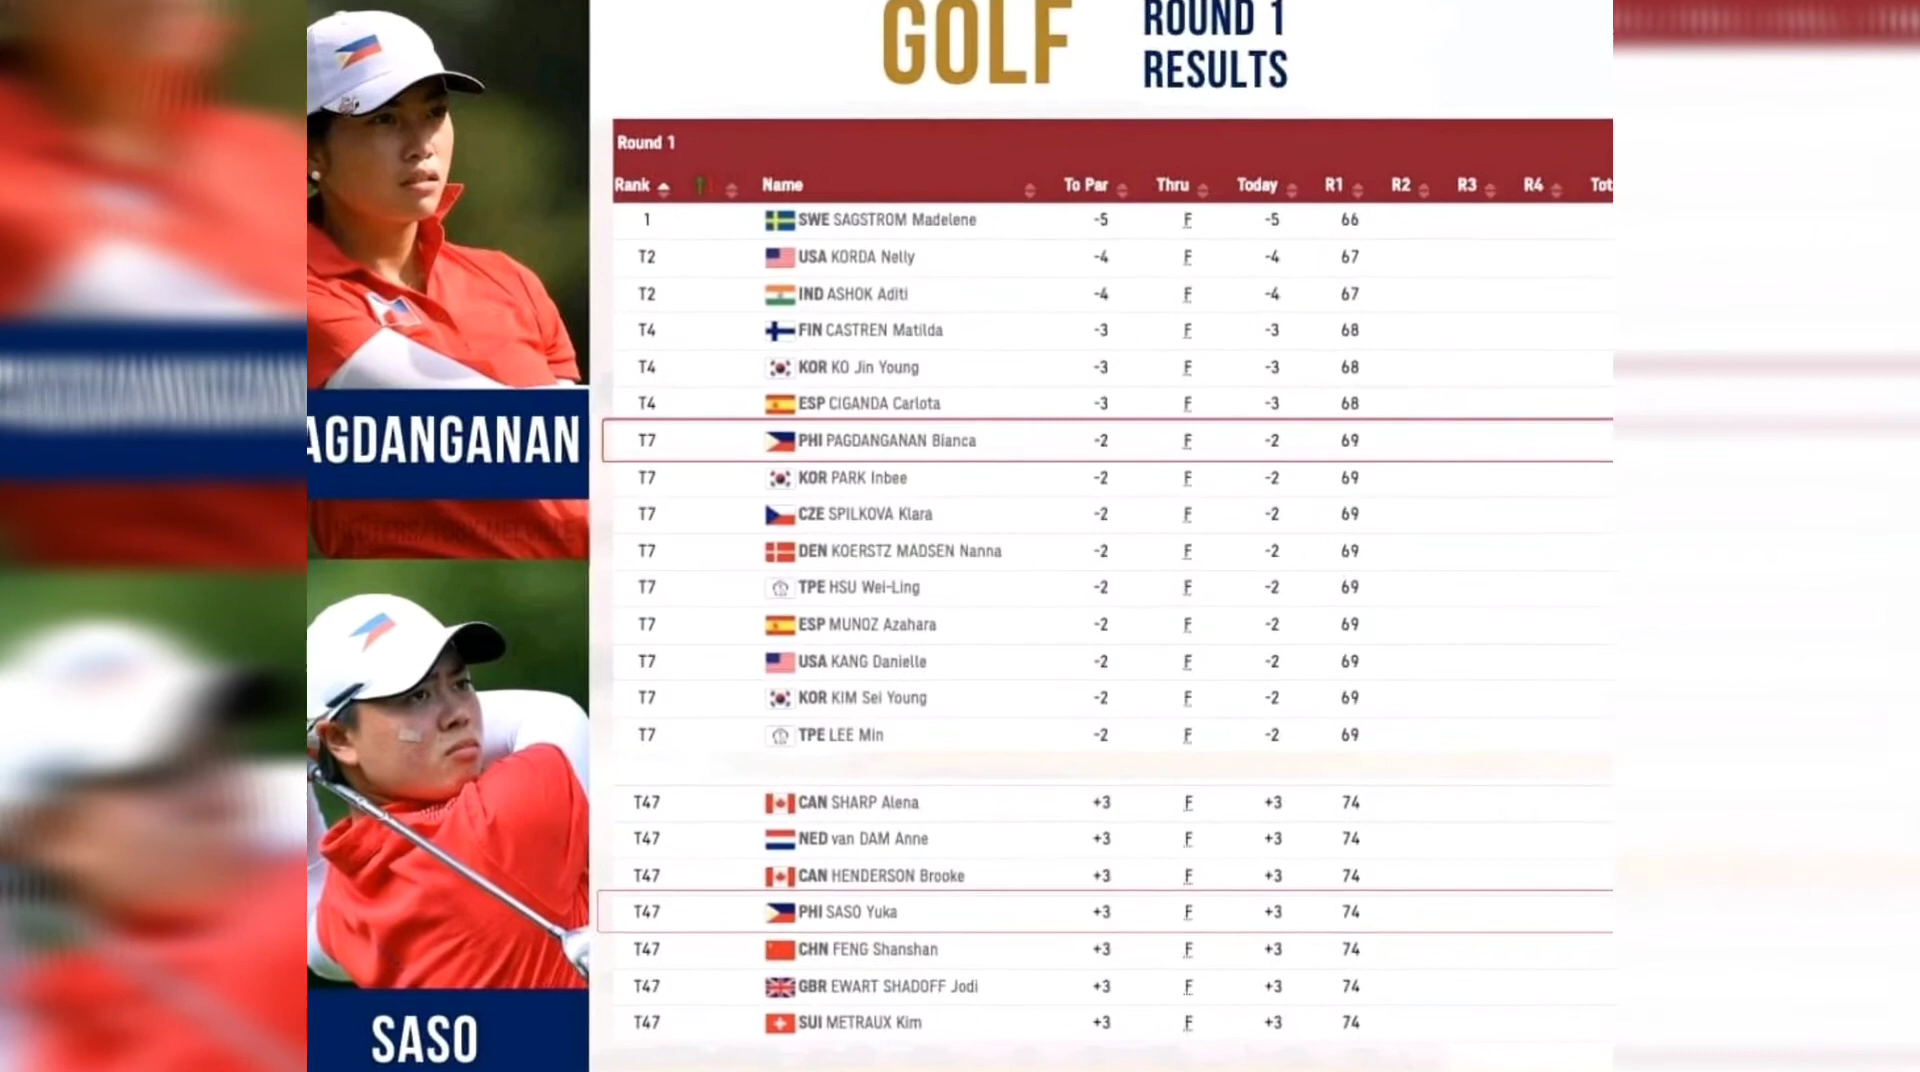 GOLF
ROUND 1
RESULTS
AGDANGANAN
REUTERS/TOBY MELVILLE
SASO
Round 1
Rank Name To Par Thru Today R1 R2 R3 R4 Tot
1 SWE SAGSTROM Madelene -5 F -5 66
T2 USA KORDA Nelly -4 F -4 67
T2 IND ASHOK Aditi -4 F -4 67
T4 FIN CASTREN Matilda -3 F -3 68
T4 KOR KO Jin Young -3 F -3 68
T4 ESP CIGANDA Carlota -3 F -3 68
T7 PHI PAGDANGANAN Bianca -2 F -2 69
T7 KOR PARK Inbee -2 F -2 69
T7 CZE SPILKOVA Klara -2 F -2 69
T7 DEN KOERSTZ MADSEN Nanna -2 F -2 69
T7 TPE HSU Wei-Ling -2 F -2 69
T7 ESP MUNOZ Azahara -2 F -2 69
T7 USA KANG Danielle -2 F -2 69
T7 KOR KIM Sei Young -2 F -2 69
T7 TPE LEE Min -2 F -2 69
T47 CAN SHARP Alena +3 F +3 74
T47 NED van DAM Anne +3 F +3 74
T47 CAN HENDERSON Brooke +3 F +3 74
T47 PHI SASO Yuka +3 F +3 74
T47 CHN FENG Shanshan +3 F +3 74
T47 GBR EWART SHADOFF Jodi +3 F +3 74
T47 SUI METRAUX Kim +3 F +3 74